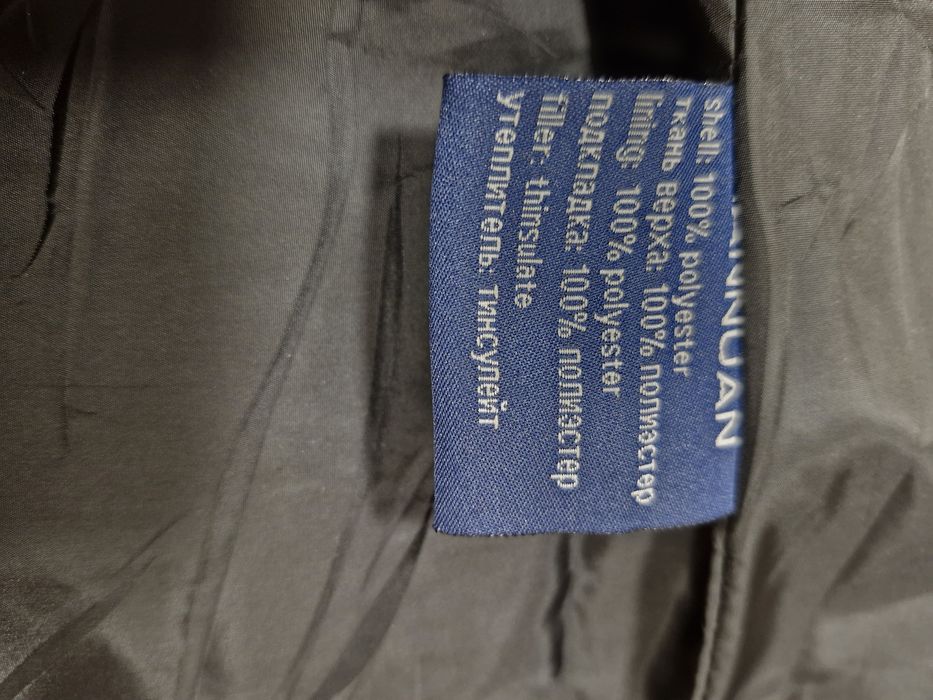 shell: 100% polyester
ткань верха: 100% полиэстер
lining: 100% polyester
подкладка: 100% полиэстер
filler: thinsulate
утеплитель: тинсулейт